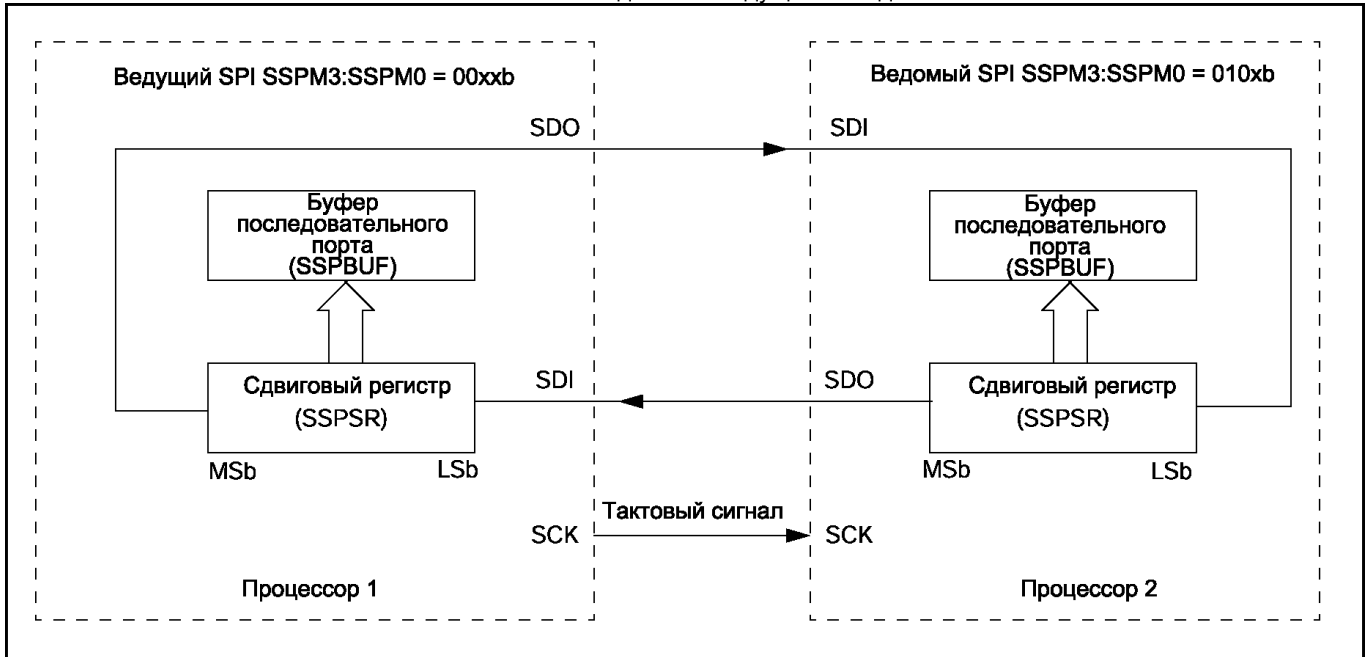 Ведущий SPI SSPM3:SSPM0 = 00xxb
Ведомый SPI SSPM3:SSPM0 = 010xb
SDO
SDI
Буфер
последовательного
порта
(SSPBUF)
Буфер
последовательного
порта
(SSPBUF)
Сдвиговый регистр
(SSPSR)
SDI
SDO
Сдвиговый регистр
(SSPSR)
MSb
LSb
MSb
LSb
Тактовый сигнал
SCK
SCK
Процессор 1
Процессор 2